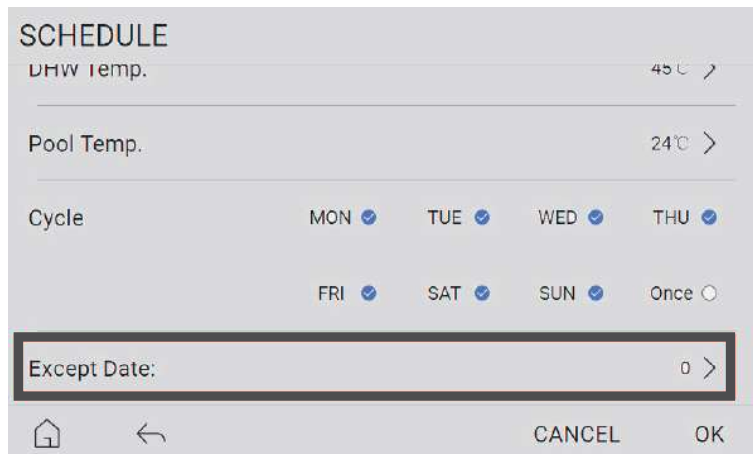 SCHEDULE
DHW Temp. 45℃ >
Pool Temp. 24℃ >
Cycle MON TUE WED THU
FRI SAT SUN Once
Except Date: 0 >
CANCEL OK